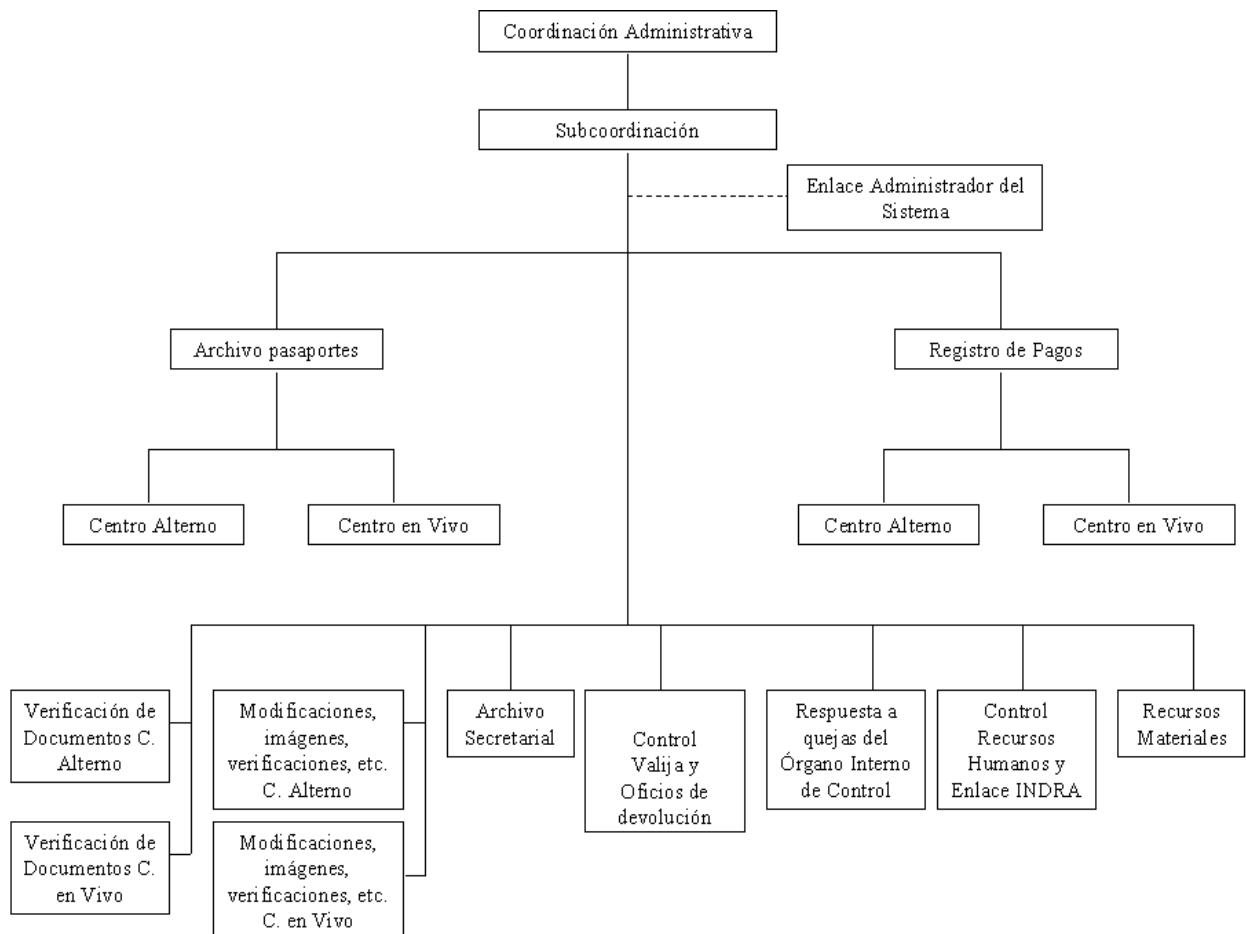 Coordinación Administrativa
Subcoordinación
Enlace Administrador del
Sistema
Archivo pasaportes
Registro de Pagos
Centro Alterno
Centro en Vivo
Centro Alterno
Centro en Vivo
Verificación de
Documentos C.
Alterno
Modificaciones,
imágenes,
verificaciones, etc.
C. Alterno
Archivo
Secretarial
Control
Valija y
Oficios de
devolución
Respuesta a
quejas del
Órgano Interno
de Control
Control
Recursos
Humanos y
Enlace INDRA
Recursos
Materiales
Verificación de
Documentos C.
en Vivo
Modificaciones,
imágenes,
verificaciones, etc.
C. en Vivo